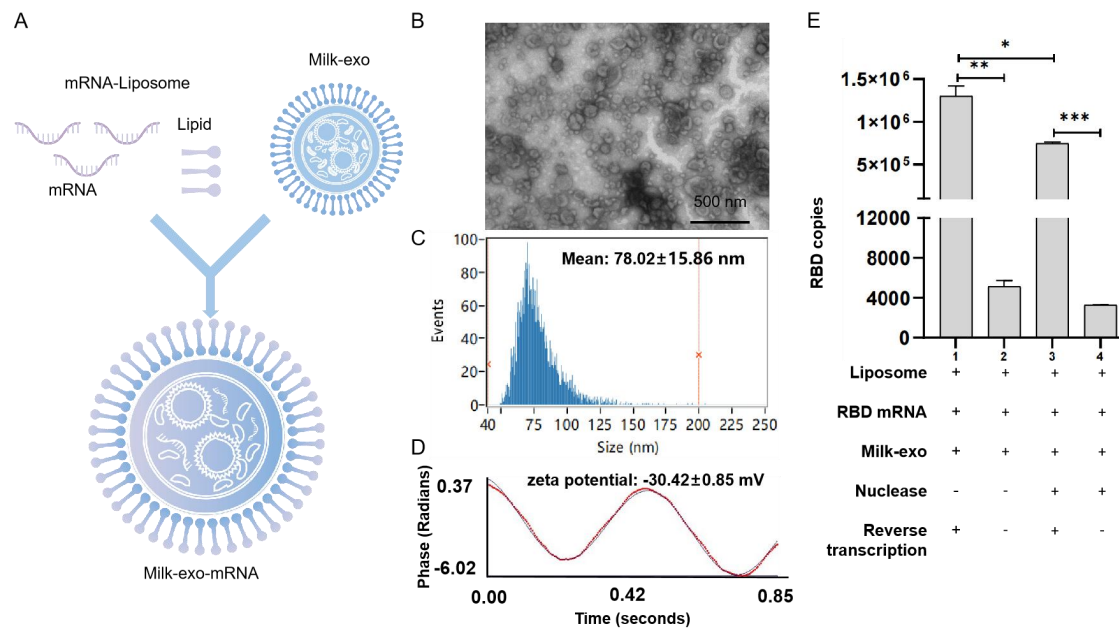 A
mRNA-Liposome
Milk-exo
Lipid
mRNA
Milk-exo-mRNA
B
500 nm
C
Mean: 78.02±15.86 nm
Events
100
80
60
40
20
0
40 75 100 125 150 175 200 225 250
Size (nm)
D
zeta potential: -30.42±0.85 mV
Phase (Radians)
0.37
-6.02
0.00 0.42 0.85
Time (seconds)
E
*
** ***
RBD copies
1.5×10⁶
1×10⁶
5×10⁵
12000
8000
4000
0
1 2 3 4
Liposome + + + +
RBD mRNA + + + +
Milk-exo + + + +
Nuclease - - + +
Reverse transcription + - + -